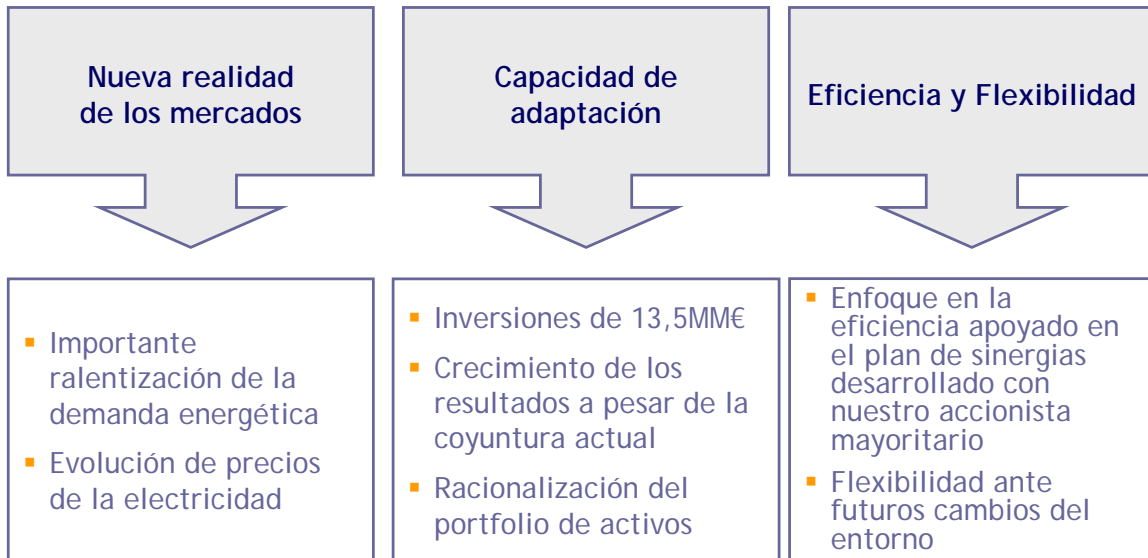 Nueva realidad
de los mercados
Capacidad de
adaptación
Eficiencia y Flexibilidad
▪ Importante
ralentización de la
demanda energética
▪ Evolución de precios
de la electricidad
▪ Inversiones de 13,5MM€
▪ Crecimiento de los
resultados a pesar de la
coyuntura actual
▪ Racionalización del
portfolio de activos
▪ Enfoque en la
eficiencia apoyado en
el plan de sinergias
desarrollado con
nuestro accionista
mayoritario
▪ Flexibilidad ante
futuros cambios del
entorno